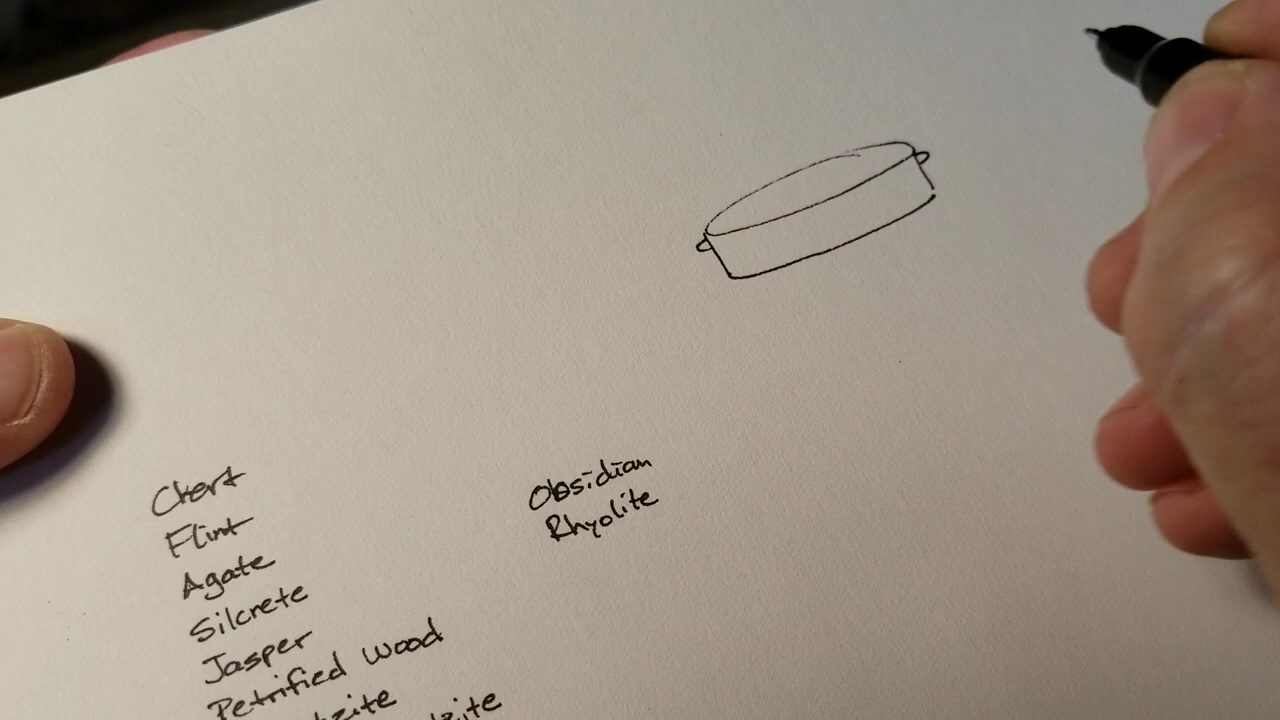 Chert
Flint
Agate
Silcrete
Jasper
Petrified Wood
Obsidian
Rhyolite